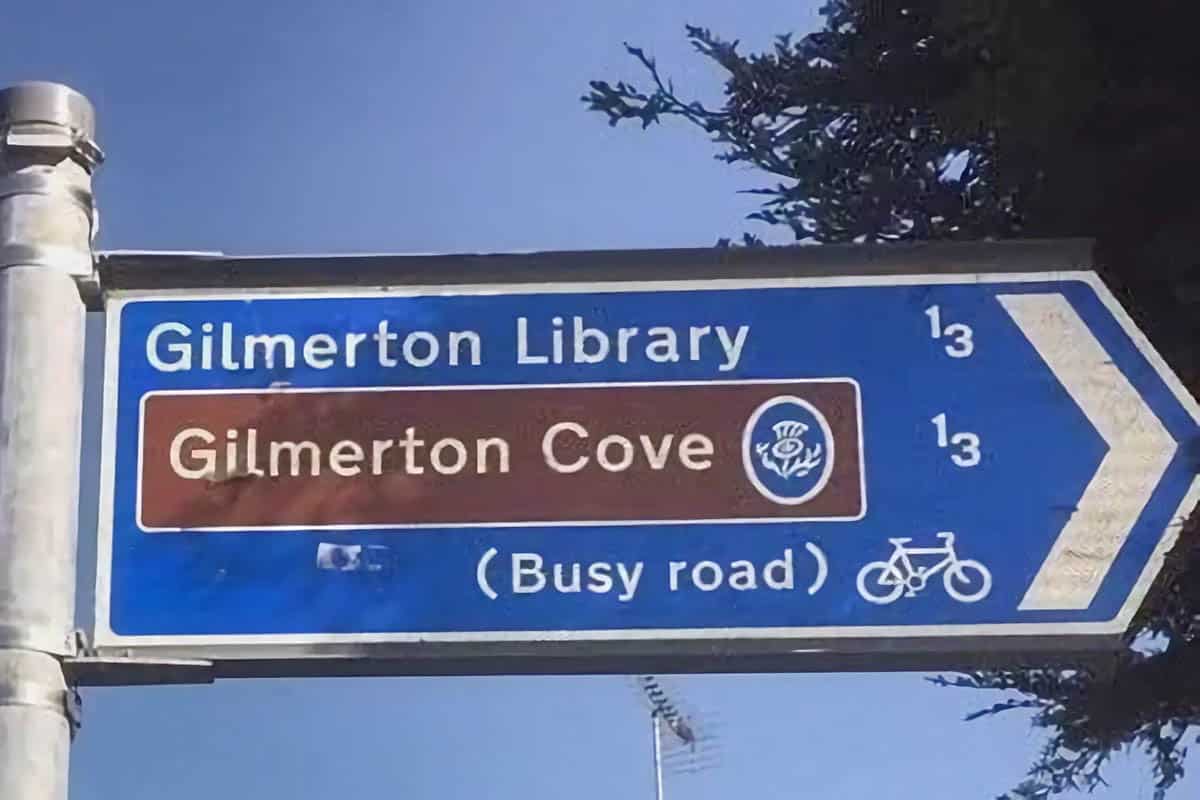 Gilmerton Library 1/3
Gilmerton Cove 1/3
(Busy road)